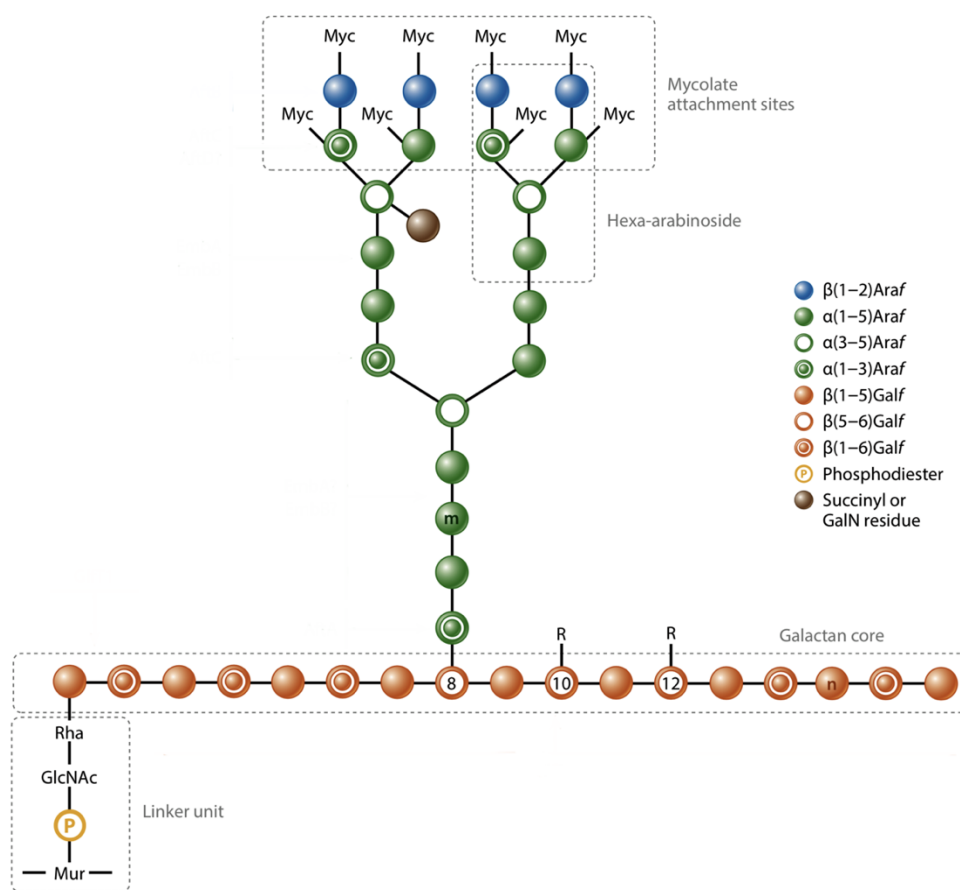 Myc Myc Myc Myc
Mycolate
attachment sites
Myc Myc Myc Myc
Hexa-arabinoside
β(1–2)Araf
α(1–5)Araf
α(3–5)Araf
α(1–3)Araf
β(1–5)Galf
β(5–6)Galf
β(1–6)Galf
P Phosphodiester
Succinyl or
GalN residue
m
R R
Galactan core
8 10 12 n
Rha
GlcNAc
Linker unit
P
Mur